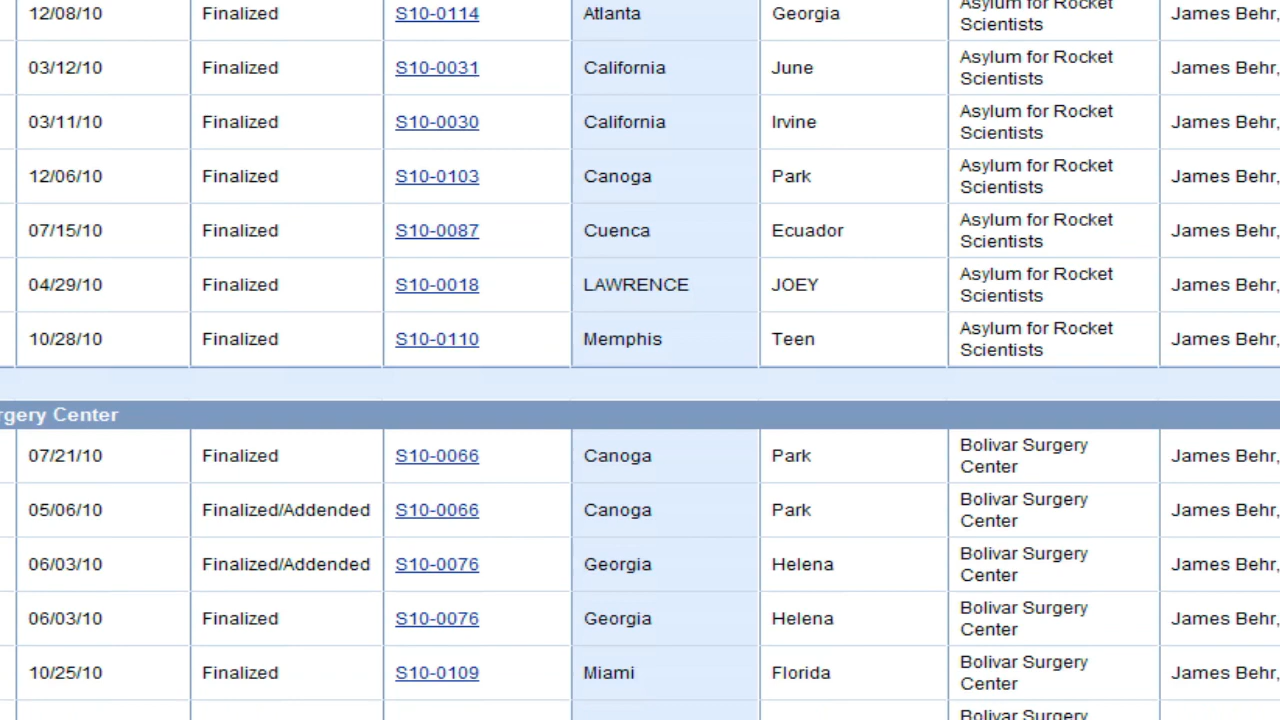 12/08/10 Finalized S10-0114 Atlanta Georgia Asylum for Rocket Scientists James Behr,
03/12/10 Finalized S10-0031 California June Asylum for Rocket Scientists James Behr,
03/11/10 Finalized S10-0030 California Irvine Asylum for Rocket Scientists James Behr,
12/06/10 Finalized S10-0103 Canoga Park Asylum for Rocket Scientists James Behr,
07/15/10 Finalized S10-0087 Cuenca Ecuador Asylum for Rocket Scientists James Behr,
04/29/10 Finalized S10-0018 LAWRENCE JOEY Asylum for Rocket Scientists James Behr,
10/28/10 Finalized S10-0110 Memphis Teen Asylum for Rocket Scientists James Behr,
rgery Center
07/21/10 Finalized S10-0066 Canoga Park Bolivar Surgery Center James Behr,
05/06/10 Finalized/Addended S10-0066 Canoga Park Bolivar Surgery Center James Behr,
06/03/10 Finalized/Addended S10-0076 Georgia Helena Bolivar Surgery Center James Behr,
06/03/10 Finalized S10-0076 Georgia Helena Bolivar Surgery Center James Behr,
10/25/10 Finalized S10-0109 Miami Florida Bolivar Surgery Center James Behr,
Bolivar Surgery